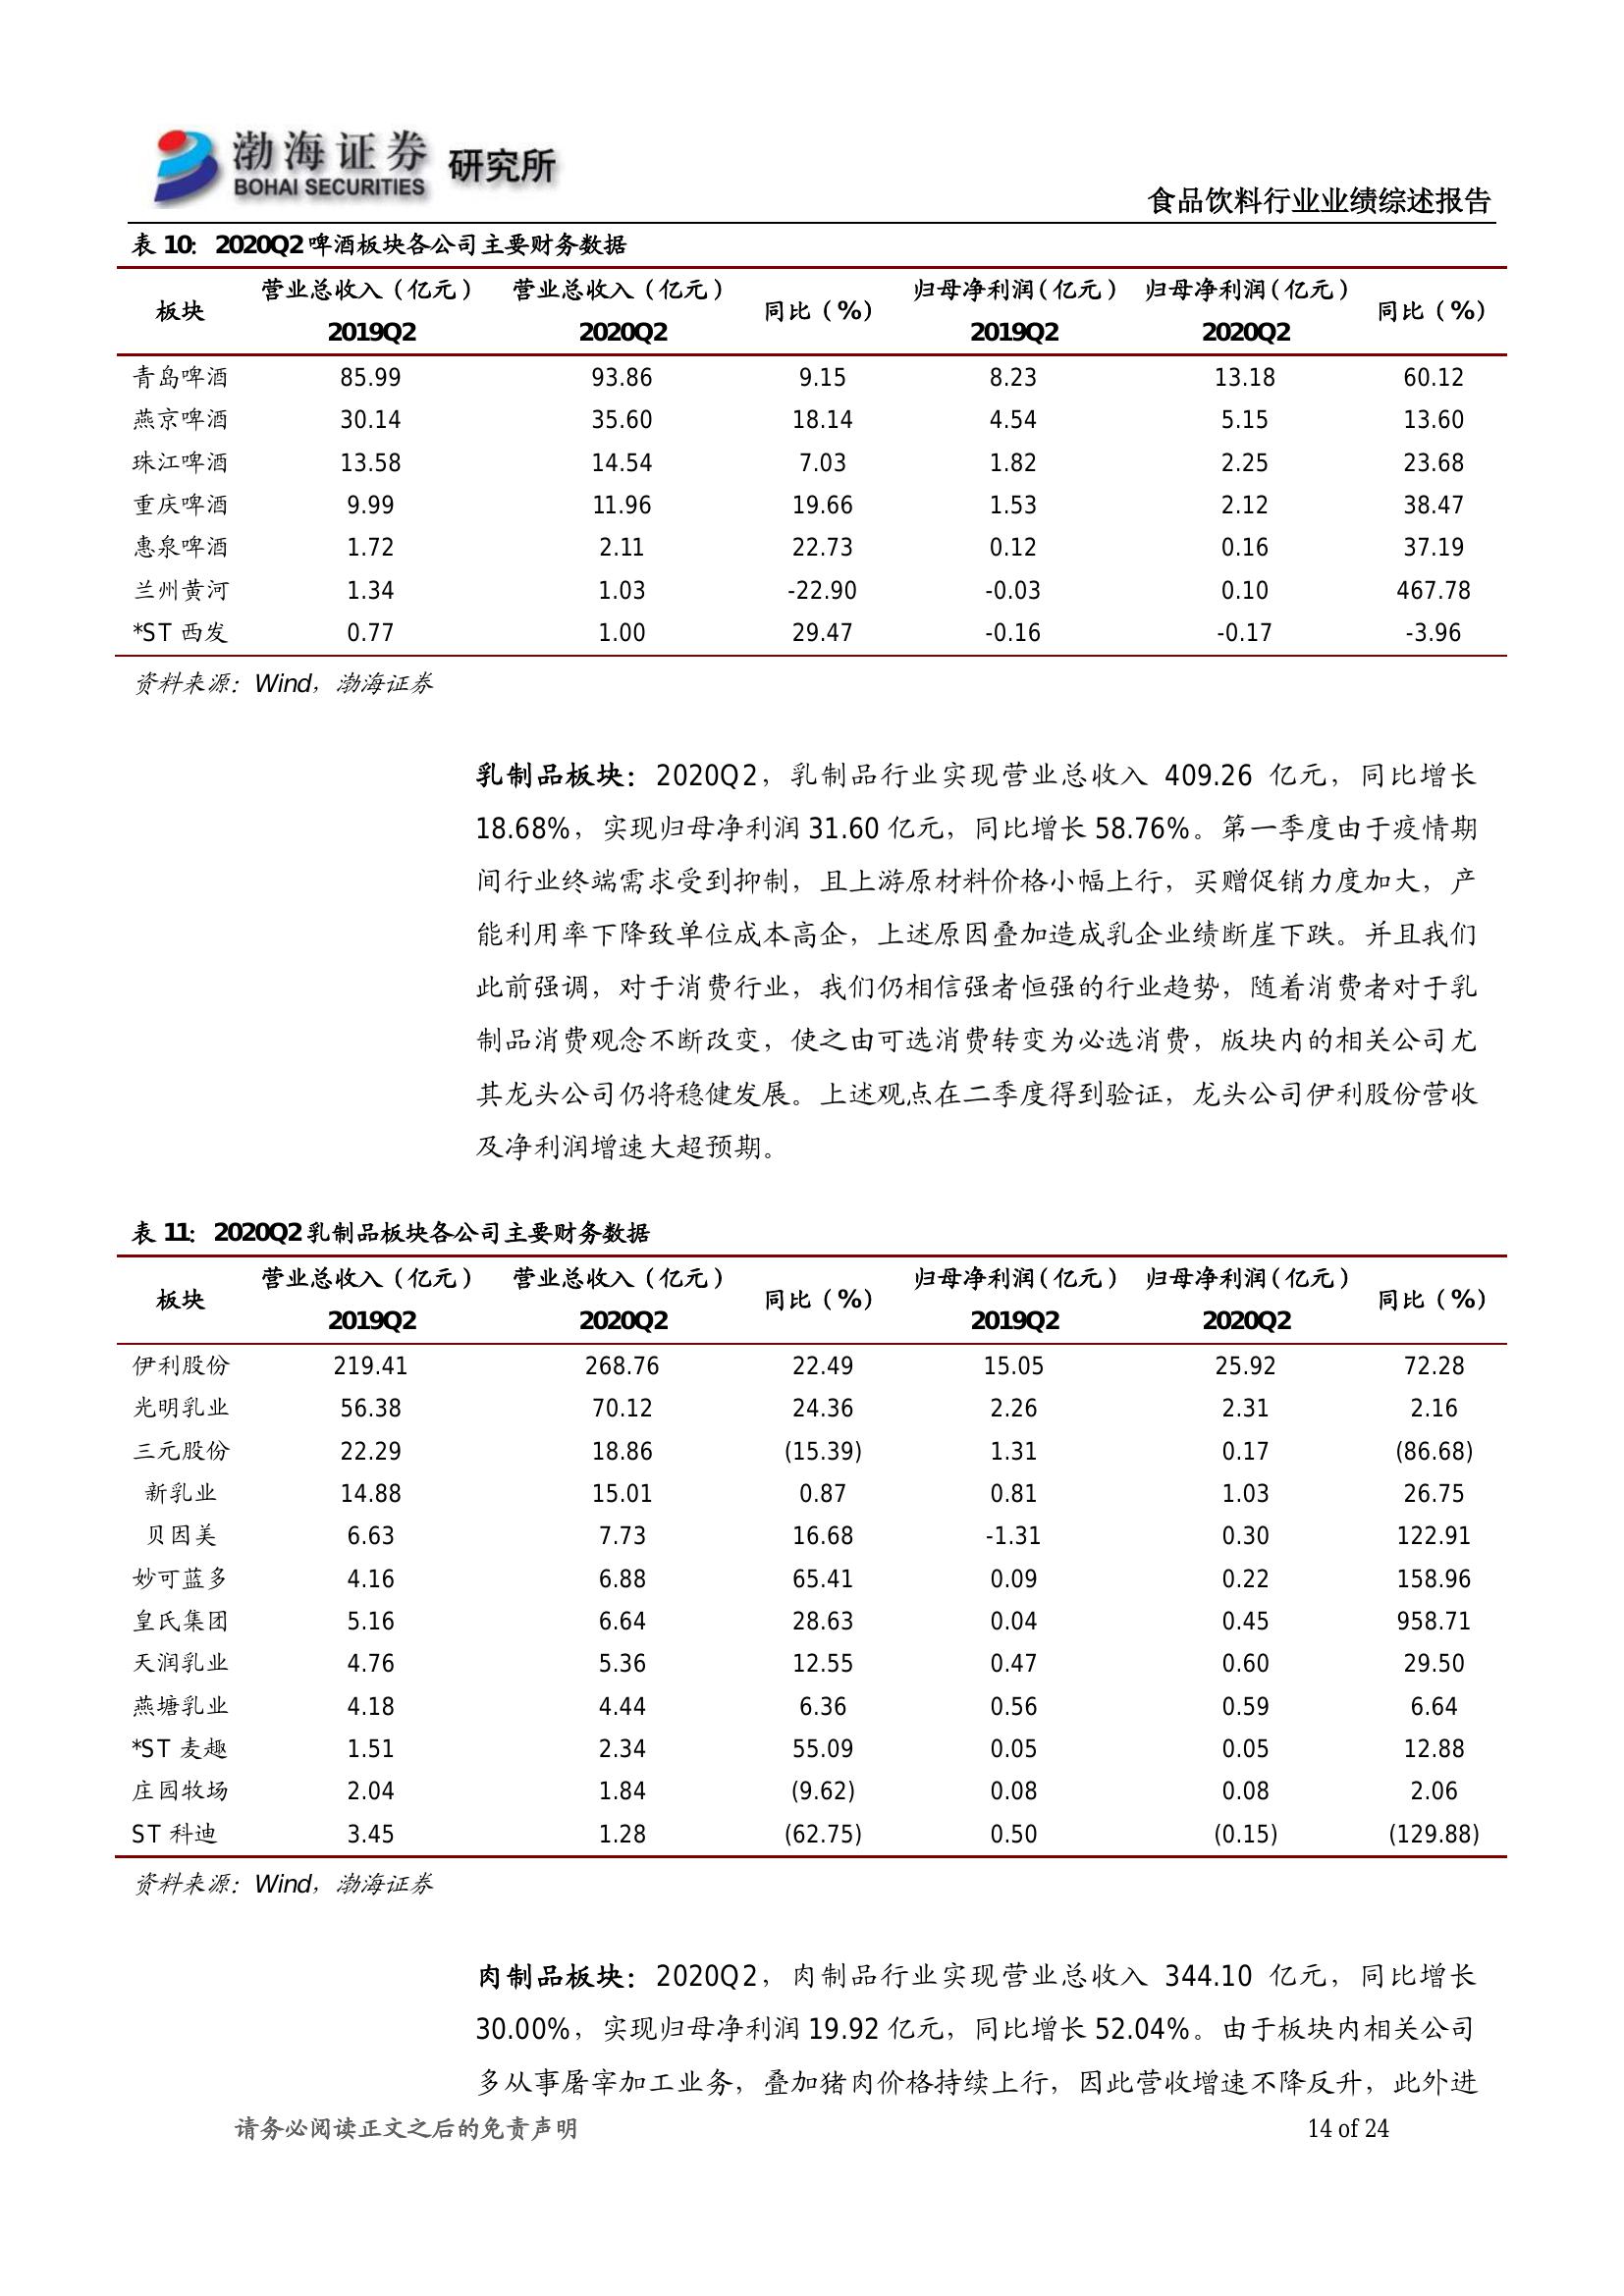 渤海证券 研究所
BOHAI SECURITIES
食品饮料行业业绩综述报告
表 10：2020Q2 啤酒板块各公司主要财务数据
板块 营业总收入（亿元）2019Q2 营业总收入（亿元）2020Q2 同比（%） 归母净利润（亿元）2019Q2 归母净利润（亿元）2020Q2 同比（%）
青岛啤酒 85.99 93.86 9.15 8.23 13.18 60.12
燕京啤酒 30.14 35.60 18.14 4.54 5.15 13.60
珠江啤酒 13.58 14.54 7.03 1.82 2.25 23.68
重庆啤酒 9.99 11.96 19.66 1.53 2.12 38.47
惠泉啤酒 1.72 2.11 22.73 0.12 0.16 37.19
兰州黄河 1.34 1.03 -22.90 -0.03 0.10 467.78
*ST 西发 0.77 1.00 29.47 -0.16 -0.17 -3.96
资料来源：Wind，渤海证券
乳制品板块：2020Q2，乳制品行业实现营业总收入 409.26 亿元，同比增长
18.68%，实现归母净利润 31.60 亿元，同比增长 58.76%。第一季度由于疫情期
间行业终端需求受到抑制，且上游原材料价格小幅上行，买赠促销力度加大，产
能利用率下降致单位成本高企，上述原因叠加造成乳企业绩断崖下跌。并且我们
此前强调，对于消费行业，我们仍相信强者恒强的行业趋势，随着消费者对于乳
制品消费观念不断改变，使之由可选消费转变为必选消费，版块内的相关公司尤
其龙头公司仍将稳健发展。上述观点在二季度得到验证，龙头公司伊利股份营收
及净利润增速大超预期。
表 11：2020Q2 乳制品板块各公司主要财务数据
板块 营业总收入（亿元）2019Q2 营业总收入（亿元）2020Q2 同比（%） 归母净利润（亿元）2019Q2 归母净利润（亿元）2020Q2 同比（%）
伊利股份 219.41 268.76 22.49 15.05 25.92 72.28
光明乳业 56.38 70.12 24.36 2.26 2.31 2.16
三元股份 22.29 18.86 (15.39) 1.31 0.17 (86.68)
新乳业 14.88 15.01 0.87 0.81 1.03 26.75
贝因美 6.63 7.73 16.68 -1.31 0.30 122.91
妙可蓝多 4.16 6.88 65.41 0.09 0.22 158.96
皇氏集团 5.16 6.64 28.63 0.04 0.45 958.71
天润乳业 4.76 5.36 12.55 0.47 0.60 29.50
燕塘乳业 4.18 4.44 6.36 0.56 0.59 6.64
*ST 麦趣 1.51 2.34 55.09 0.05 0.05 12.88
庄园牧场 2.04 1.84 (9.62) 0.08 0.08 2.06
ST 科迪 3.45 1.28 (62.75) 0.50 (0.15) (129.88)
资料来源：Wind，渤海证券
肉制品板块：2020Q2，肉制品行业实现营业总收入 344.10 亿元，同比增长
30.00%，实现归母净利润 19.92 亿元，同比增长 52.04%。由于板块内相关公司
多从事屠宰加工业务，叠加猪肉价格持续上行，因此营收增速不降反升，此外进
请务必阅读正文之后的免责声明 14 of 24